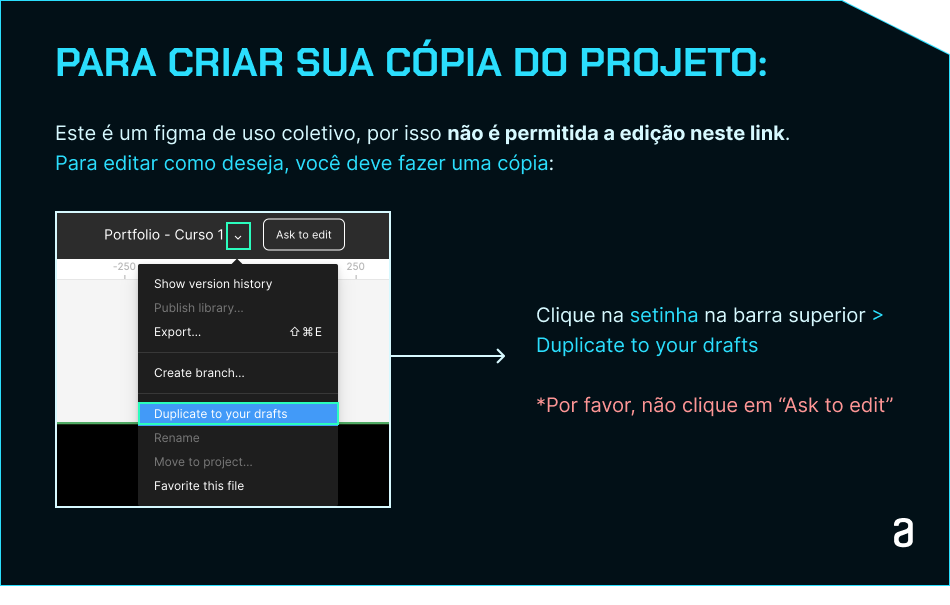 PARA CRIAR SUA CÓPIA DO PROJETO:
Este é um figma de uso coletivo, por isso não é permitida a edição neste link.
Para editar como deseja, você deve fazer uma cópia:
Portfolio - Curso 1
Ask to edit
-250
250
Show version history
Publish library...
Export... ⇧⌘E
Create branch...
Duplicate to your drafts
Rename
Move to project...
Favorite this file
Clique na setinha na barra superior >
Duplicate to your drafts
*Por favor, não clique em “Ask to edit”
a